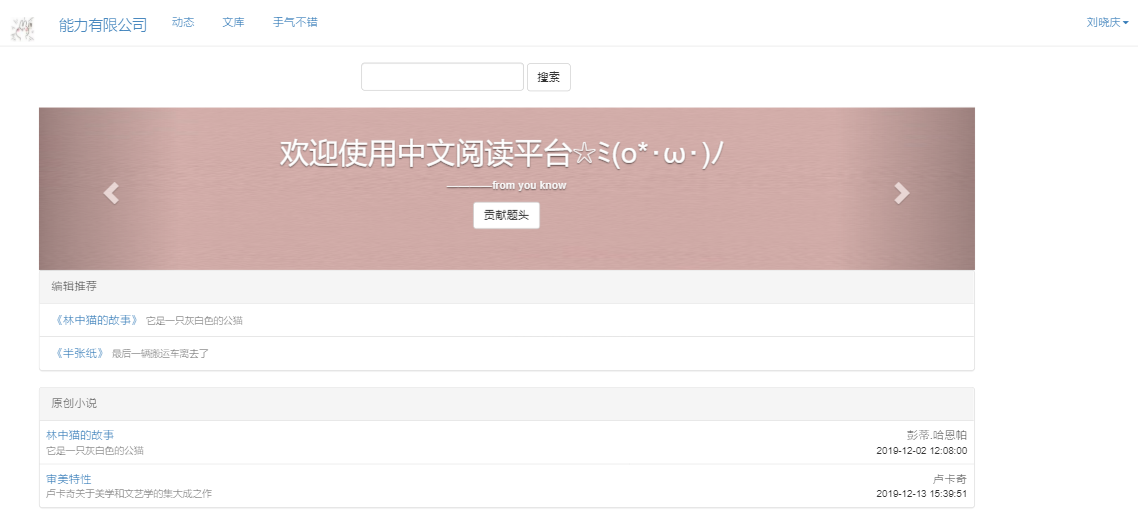 能力有限公司 动态 文库 手气不错 刘晓庆
搜索
欢迎使用中文阅读平台☆ミ(o*･ω･)ﾉ
————from you know
贡献题头
编辑推荐
《林中猫的故事》 它是一只灰白色的公猫
《半张纸》 最后一辆搬运车离去了
原创小说
林中猫的故事 彭蒂.哈恩帕
它是一只灰白色的公猫 2019-12-02 12:08:00
审美特性 卢卡奇
卢卡奇关于美学和文艺学的集大成之作 2019-12-13 15:39:51